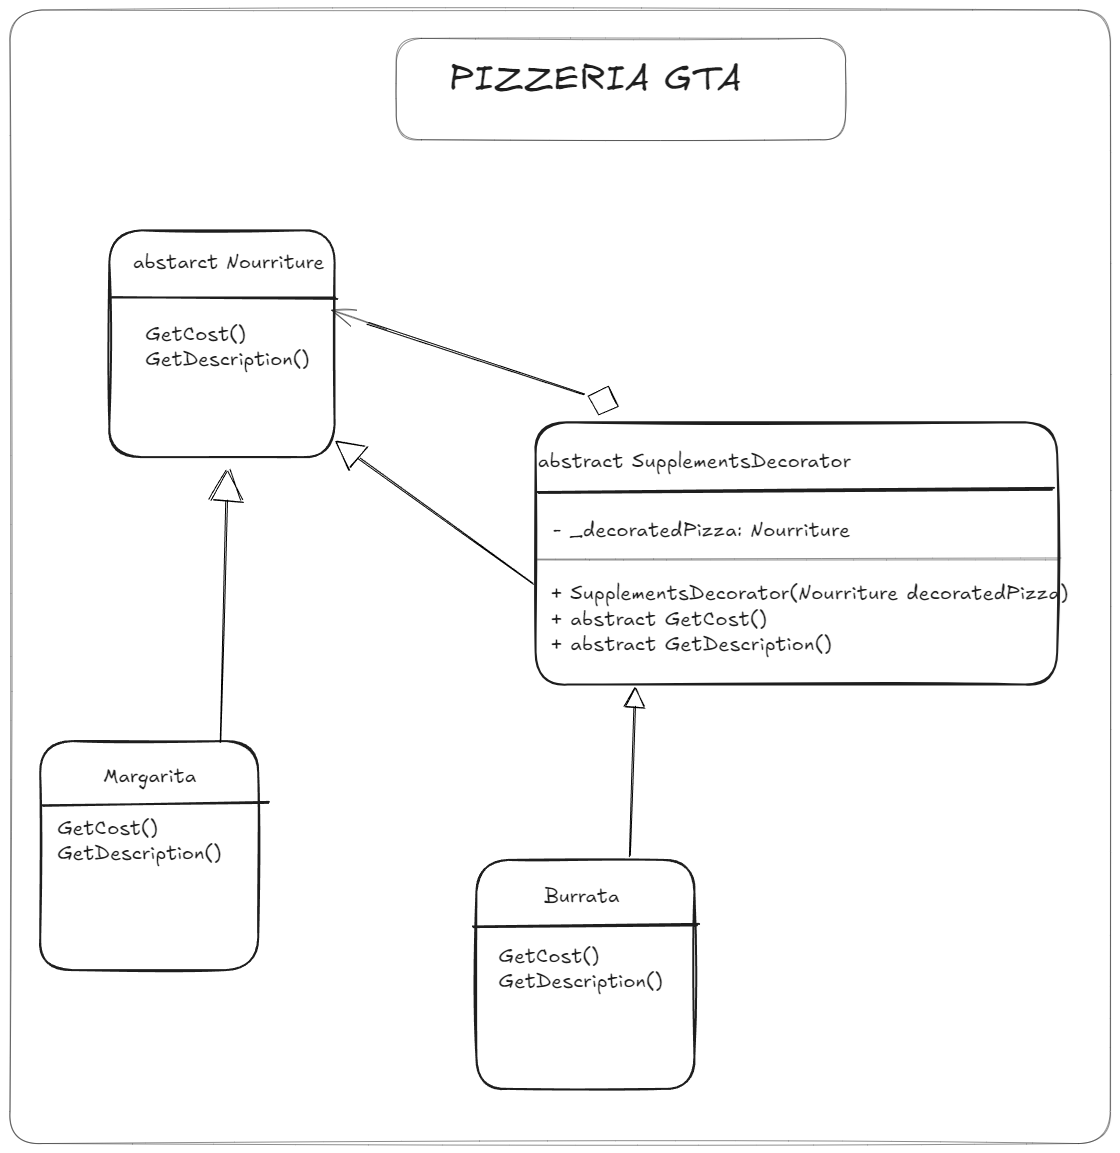 PIZZERIA GTA
abstarct Nourriture
GetCost()
GetDescription()
abstract SupplementsDecorator
- _decoratedPizza: Nourriture
+ SupplementsDecorator(Nourriture decoratedPizza)
+ abstract GetCost()
+ abstract GetDescription()
Margarita
GetCost()
GetDescription()
Burrata
GetCost()
GetDescription()